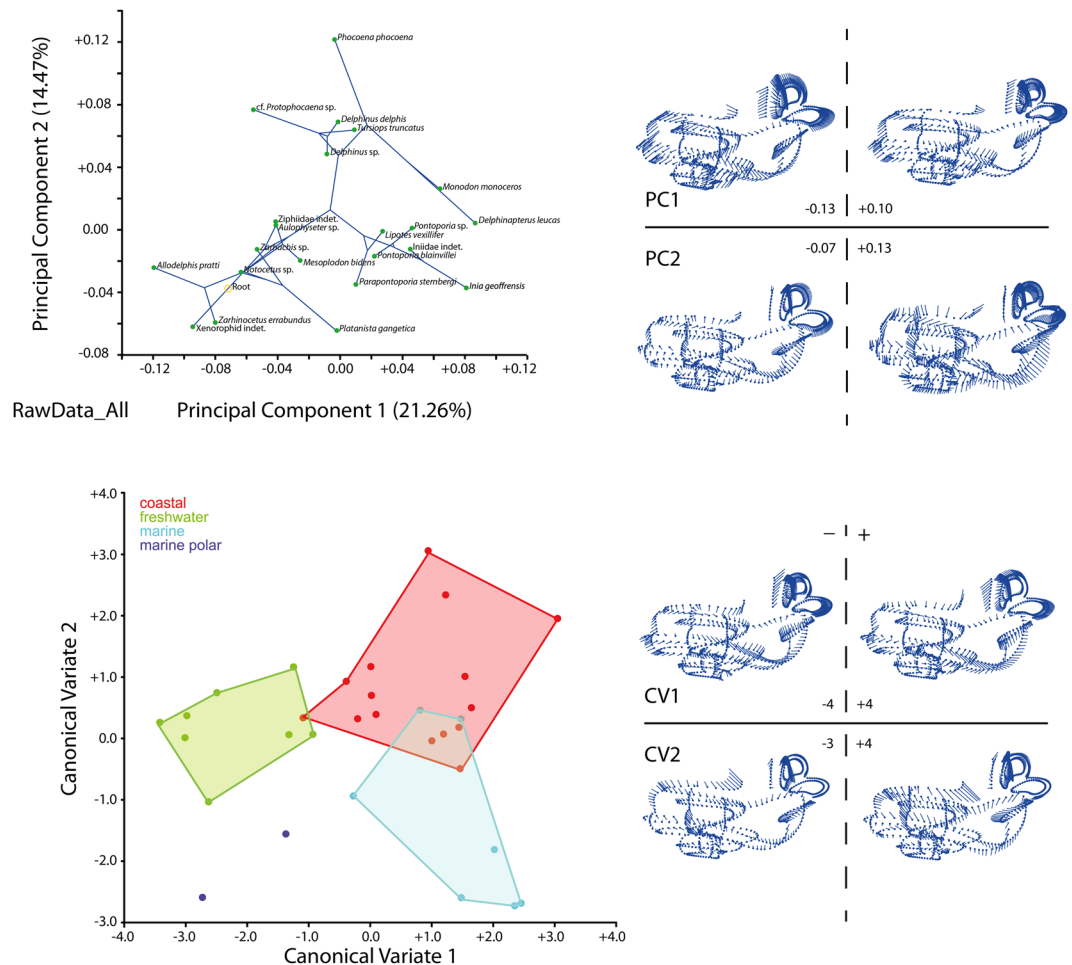 +0.12
+0.08
+0.04
0.00
-0.04
-0.08
Principal Component 2 (14.47%)
Phocoena phocoena
cf. Protophocaena sp.
Delphinus delphis
Tursiops truncatus
Delphinus sp.
Monodon monoceros
Delphinapterus leucas
Ziphiidae indet.
Aulaphyseter sp.
Pontoporia sp.
Lipotes vexillifer
Zarhachis sp.
Iniidae indet.
Pontoporia blainvillei
Mesoplodon bidens
Allodelphis pratti
Notocetus sp.
Parapontoporia sternbergi
Inia geoffrensis
Root
Zarhinocetus errabundus
Xenorophid indet.
Platanista gangetica
-0.12
-0.08
-0.04
0.00
+0.04
+0.08
+0.12
RawData_All
Principal Component 1 (21.26%)
PC1
-0.13
+0.10
PC2
-0.07
+0.13
+4.0
+3.0
+2.0
+1.0
0.0
-1.0
-2.0
-3.0
Canonical Variate 2
coastal
freshwater
marine
marine polar
-4.0
-3.0
-2.0
-1.0
0.0
+1.0
+2.0
+3.0
+4.0
Canonical Variate 1
− +
CV1
-4
+4
CV2
-3
+4